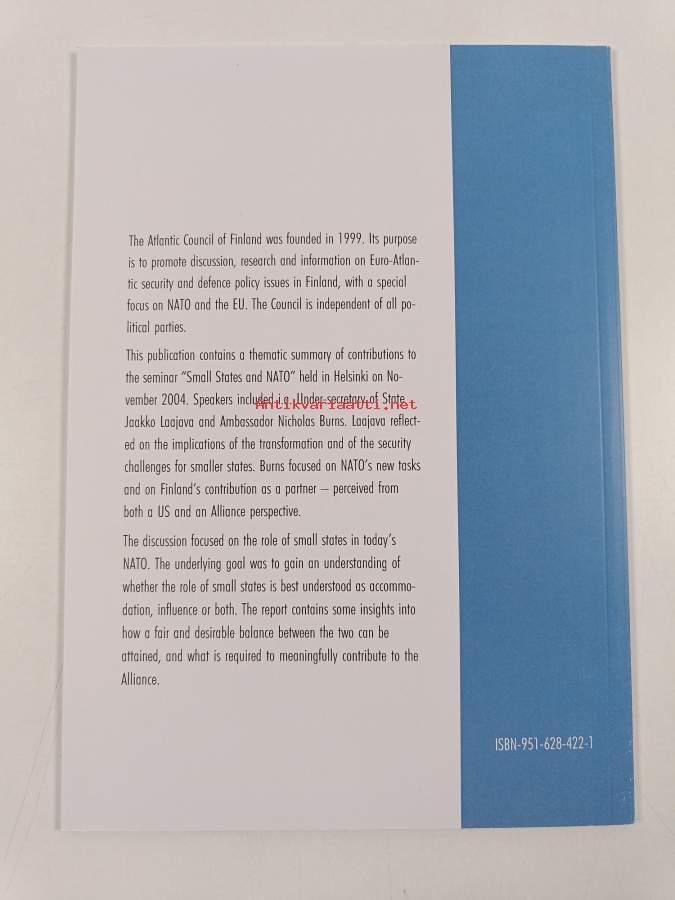 The Atlantic Council of Finland was founded in 1999. Its purpose
is to promote discussion, research and information on Euro-Atlan-
tic security and defence policy issues in Finland, with a special
focus on NATO and the EU. The Council is independent of all po-
litical parties.
This publication contains a thematic summary of contributions to
the seminar "Small States and NATO" held in Helsinki on No-
vember 2004. Speakers included i.a. Under-secretary of State
Antikvariaatti.net
Jaakko Laajava and Ambassador Nicholas Burns. Laajava reflect-
ed on the implications of the transformation and of the security
challenges for smaller states. Burns focused on NATO's new tasks
and on Finland's contribution as a partner – perceived from
both a US and an Alliance perspective.
The discussion focused on the role of small states in today's
NATO. The underlying goal was to gain an understanding of
whether the role of small states is best understood as accommo-
dation, influence or both. The report contains some insights into
how a fair and desirable balance between the two can be
attained, and what is required to meaningfully contribute to the
Alliance.
ISBN-951-628-422-1